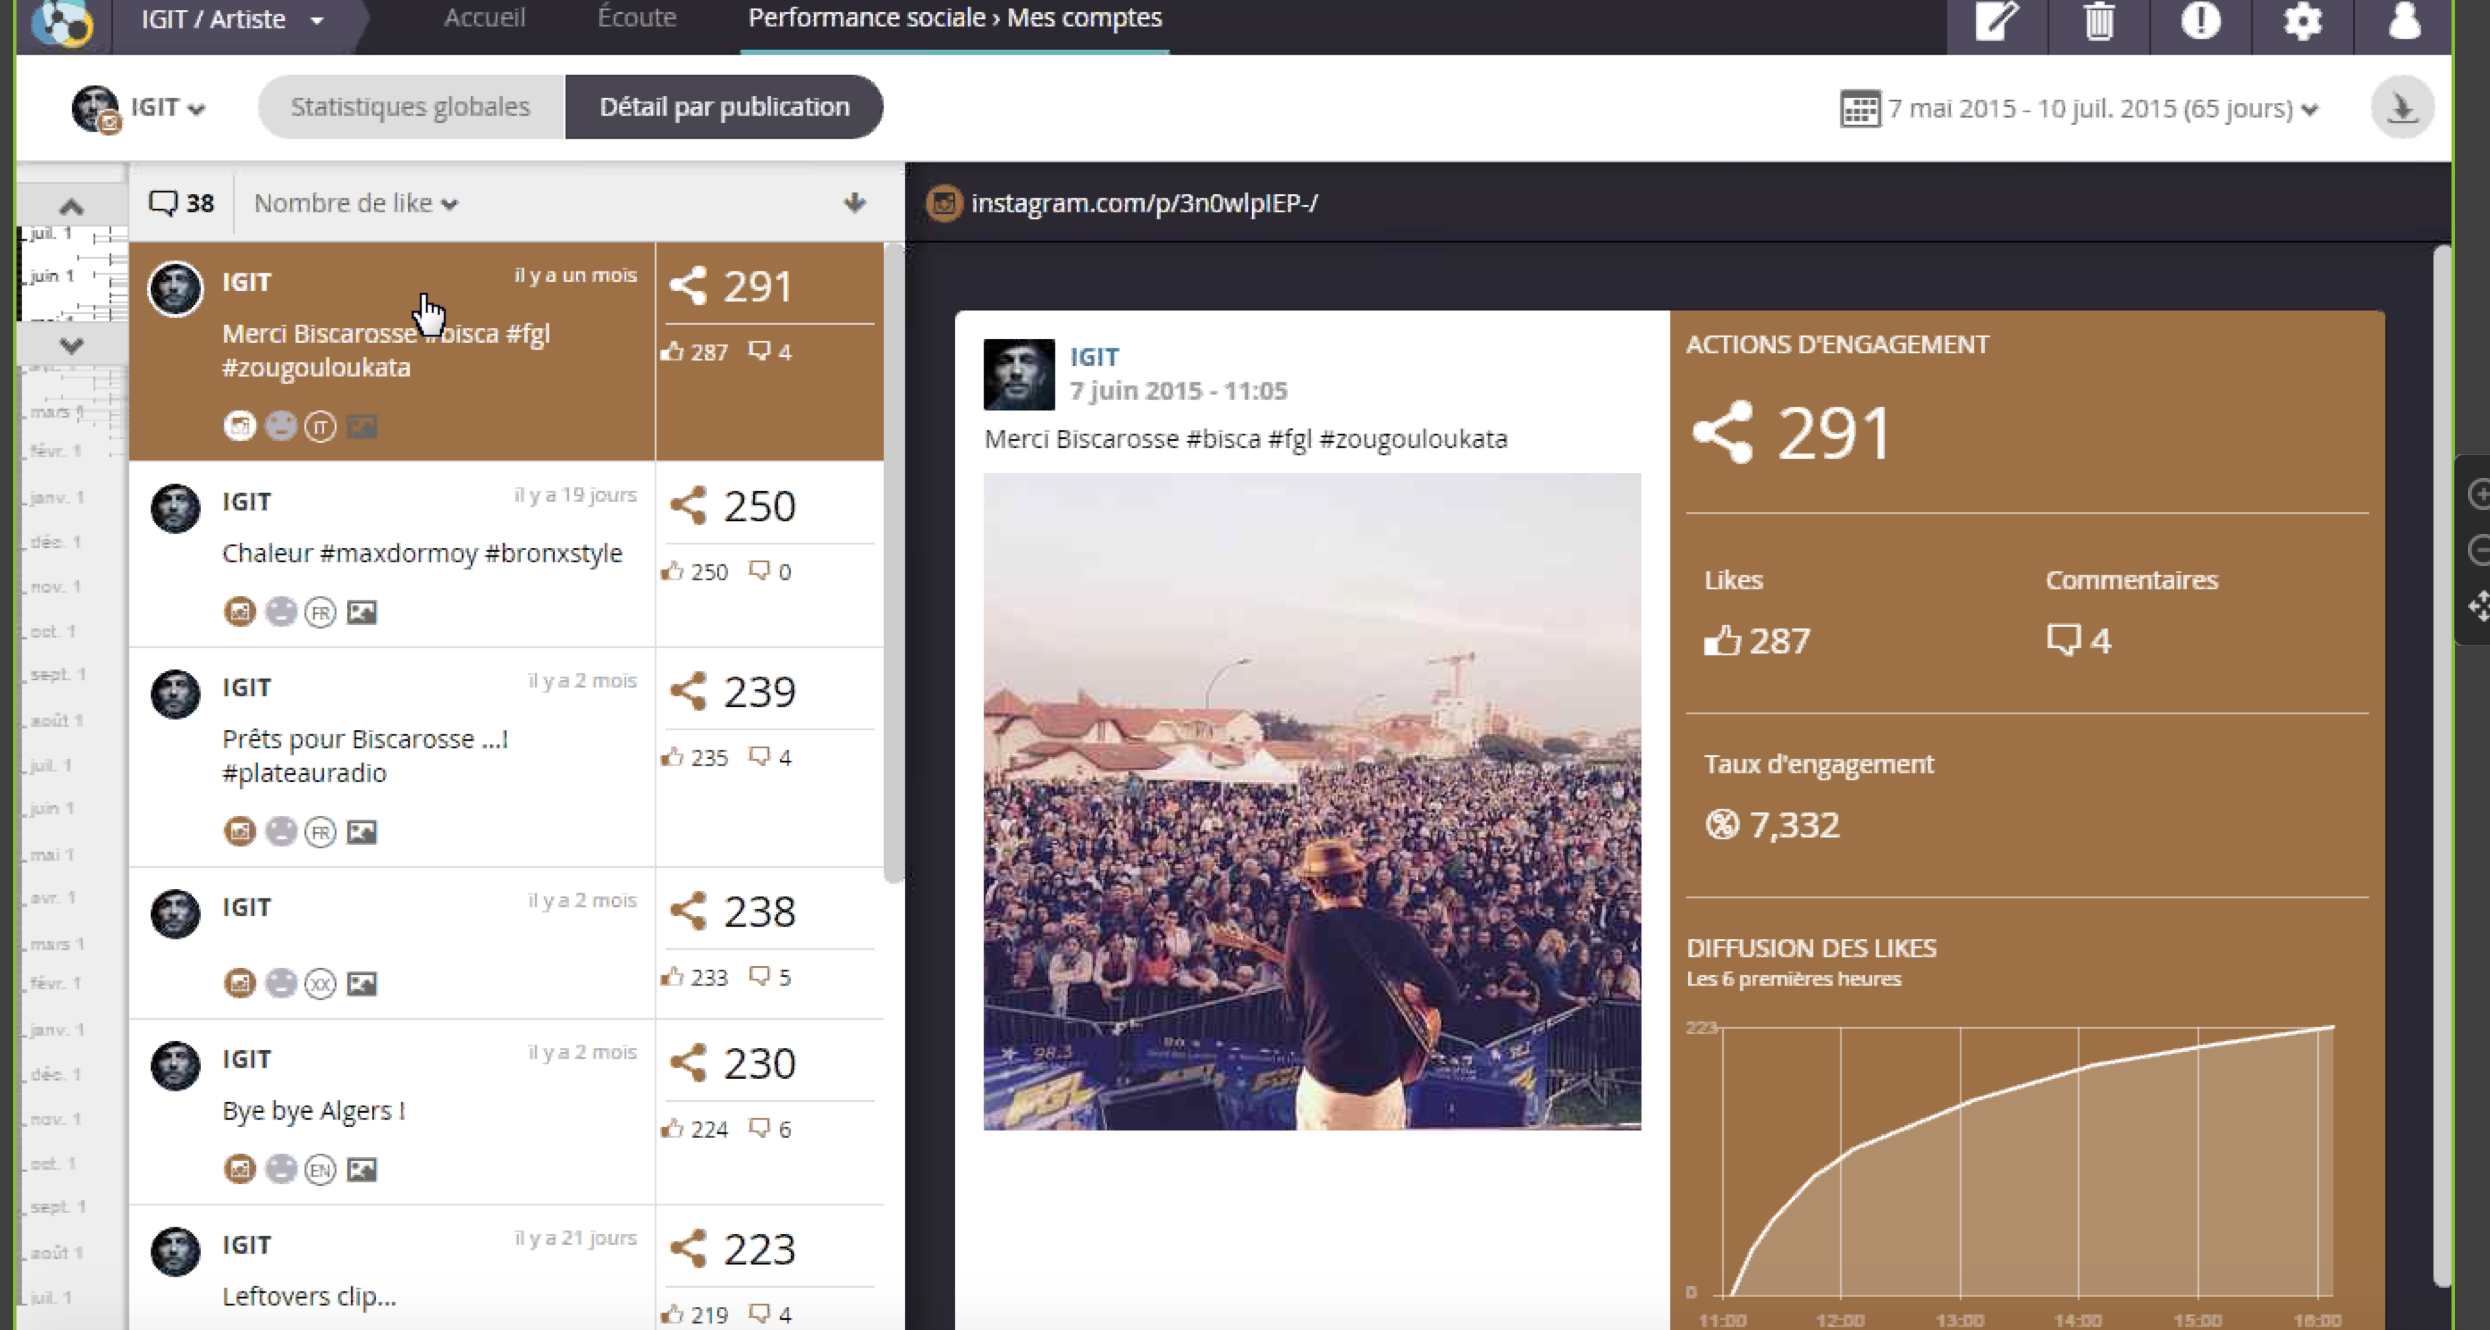 IGIT / Artiste
Accueil
Écoute
Performance sociale › Mes comptes
IGIT
Statistiques globales
Détail par publication
7 mai 2015 - 10 juil. 2015 (65 jours)
juil. 1
juin 1
mars 1
févr. 1
janv. 1
déc. 1
nov. 1
oct. 1
sept. 1
août 1
juil. 1
juin 1
mai 1
avr. 1
mars 1
févr. 1
janv. 1
déc. 1
nov. 1
oct. 1
sept. 1
août 1
juil. 1
38
Nombre de like
IGIT
il y a un mois
Merci Biscarosse #bisca #fgl
#zougouloukata
IT
291
287 4
IGIT
il y a 19 jours
Chaleur #maxdormoy #bronxstyle
FR
250
250 0
IGIT
il y a 2 mois
Prêts pour Biscarosse ...!
#plateauradio
FR
239
235 4
IGIT
il y a 2 mois
XX
238
233 5
IGIT
il y a 2 mois
Bye bye Algers !
EN
230
224 6
IGIT
il y a 21 jours
Leftovers clip...
223
219 4
instagram.com/p/3n0wlpIEP-/
IGIT
7 juin 2015 - 11:05
Merci Biscarosse #bisca #fgl #zougouloukata
98.3
FGL
ACTIONS D'ENGAGEMENT
291
Likes
287
Commentaires
4
Taux d'engagement
7,332
DIFFUSION DES LIKES
Les 6 premières heures
223
0
11:00 12:00 13:00 14:00 15:00 16:00